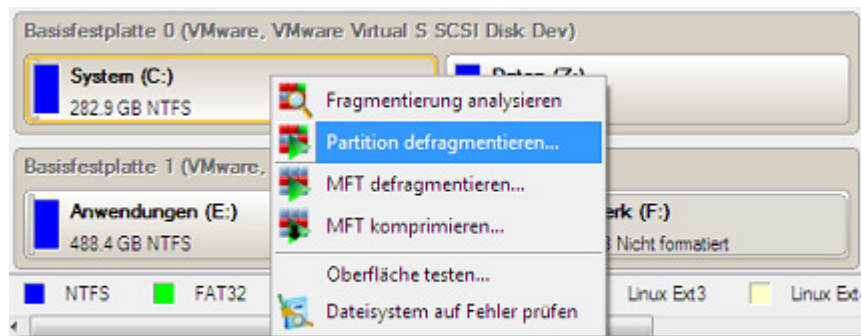 Basisfestplatte 0 (VMware, VMware Virtual S SCSI Disk Dev)
System (C:)
282.9 GB NTFS
Daten (Z:)
Fragmentierung analysieren
Partition defragmentieren...
MFT defragmentieren...
MFT komprimieren...
Oberfläche testen...
Dateisystem auf Fehler prüfen
Basisfestplatte 1 (VMware,
Anwendungen (E:)
488.4 GB NTFS
(F:)
Nicht formatiert
NTFS
FAT32
Linux Ext3
Linux